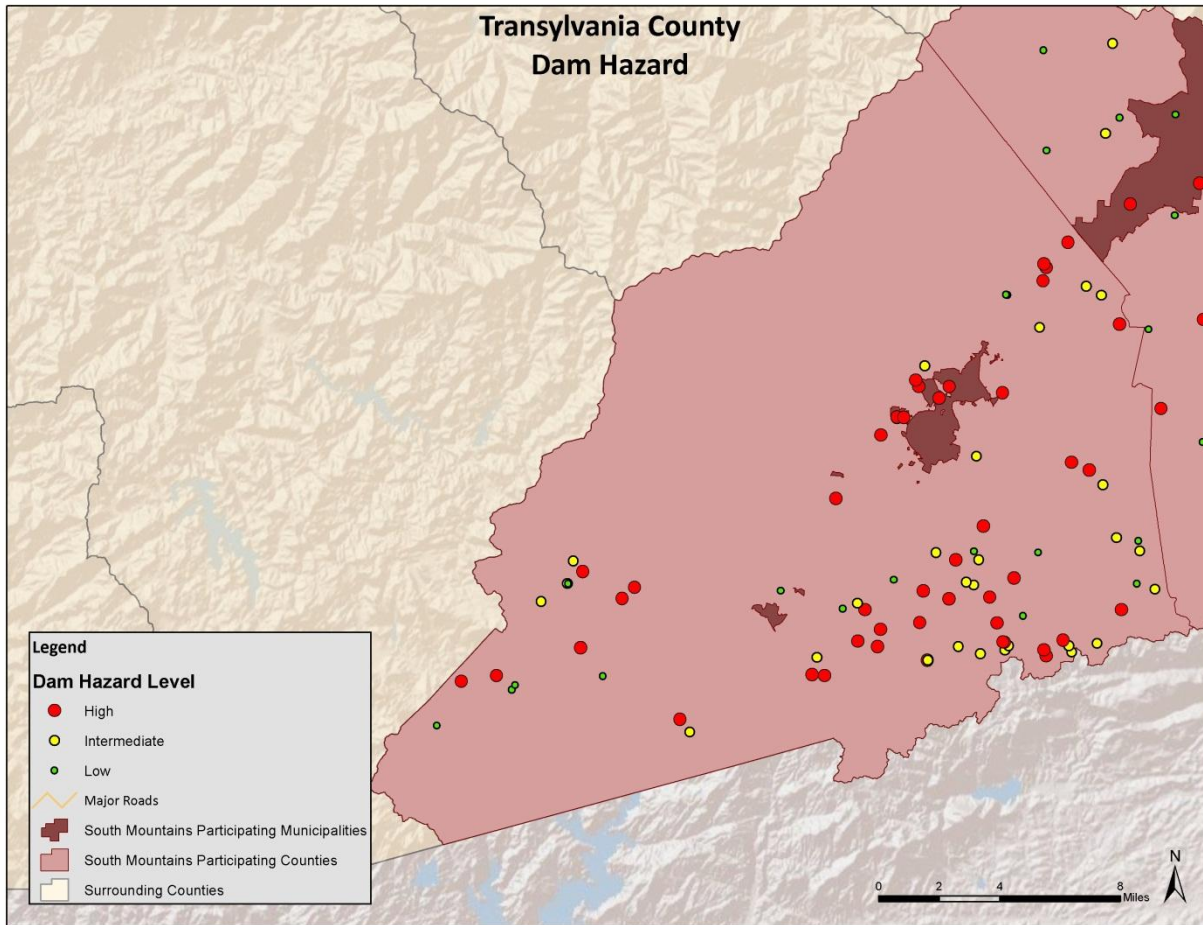 Transylvania County
Dam Hazard
Legend
Dam Hazard Level
High
Intermediate
Low
Major Roads
South Mountains Participating Municipalities
South Mountains Participating Counties
Surrounding Counties
N
0 2 4 8
Miles